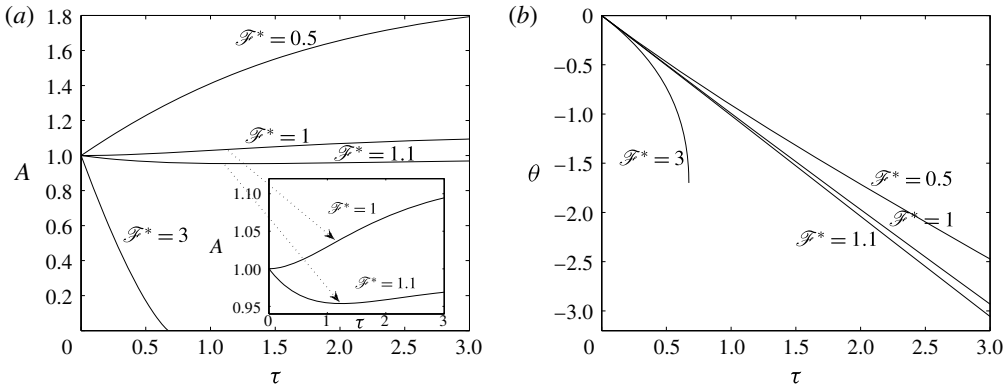 (a)
1.8
1.6
1.4
1.2
1.0
0.8
0.6
0.4
0.2
A
ℱ* = 0.5
ℱ* = 1
ℱ* = 1.1
ℱ* = 3
0 0.5 1.0 1.5 2.0 2.5 3.0
τ
1.10
1.05
1.00
0.95
A
ℱ* = 1
ℱ* = 1.1
0 1 2 3
τ
(b)
0
−0.5
−1.0
−1.5
−2.0
−2.5
−3.0
θ
ℱ* = 3
ℱ* = 0.5
ℱ* = 1
ℱ* = 1.1
0 0.5 1.0 1.5 2.0 2.5 3.0
τ